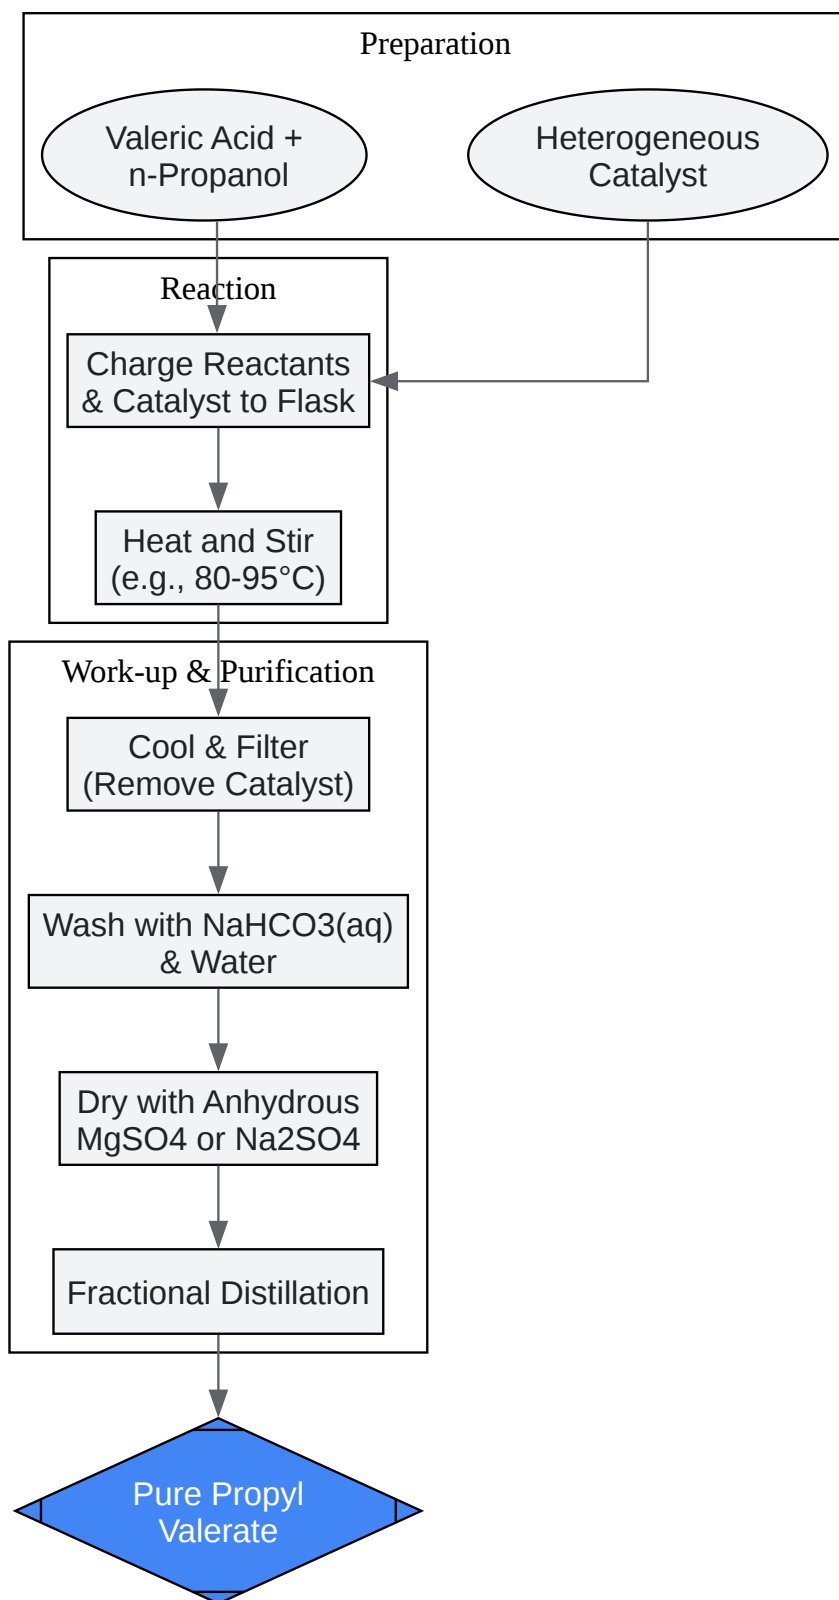 Preparation
Valeric Acid +
n-Propanol
Heterogeneous
Catalyst
Reaction
Charge Reactants
& Catalyst to Flask
Heat and Stir
(e.g., 80-95°C)
Work-up & Purification
Cool & Filter
(Remove Catalyst)
Wash with NaHCO3(aq)
& Water
Dry with Anhydrous
MgSO4 or Na2SO4
Fractional Distillation
Pure Propyl
Valerate